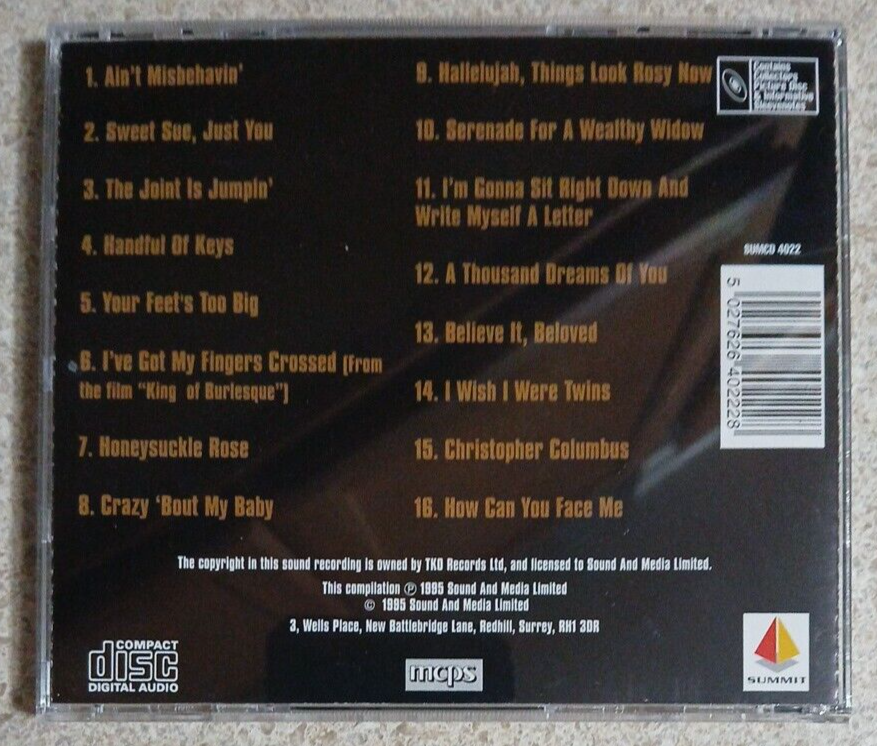 1. Ain't Misbehavin'
2. Sweet Sue, Just You
3. The Joint Is Jumpin'
4. Handful Of Keys
5. Your Feet's Too Big
6. I've Got My Fingers Crossed (From
the film "King of Burlesque")
7. Honeysuckle Rose
8. Crazy 'Bout My Baby
9. Hallelujah, Things Look Rosy Now
10. Serenade For A Wealthy Widow
11. I'm Gonna Sit Right Down And
Write Myself A Letter
12. A Thousand Dreams Of You
13. Believe It, Beloved
14. I Wish I Were Twins
15. Christopher Columbus
16. How Can You Face Me
Contains
Collectors
Picture Disc
& Informative
Sleevenotes
SUMCD 4022
5 027626 402228
The copyright in this sound recording is owned by TKO Records Ltd, and licensed to Sound And Media Limited.
This compilation ℗ 1995 Sound And Media Limited
© 1995 Sound And Media Limited
3, Wells Place, New Battlebridge Lane, Redhill, Surrey, RH1 3DR
COMPACT
disc
DIGITAL AUDIO
mcps
SUMMIT